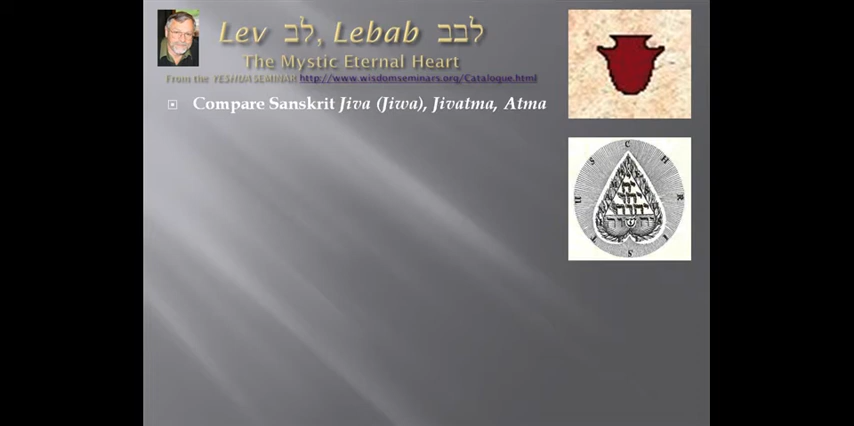 Lev לב, Lebab לבב
The Mystic Eternal Heart
From the YESHUA SEMINAR http://www.wisdomseminars.org/Catalogue.html
Compare Sanskrit Jiva (Jiwa), Jivatma, Atma
C H R I S T U S